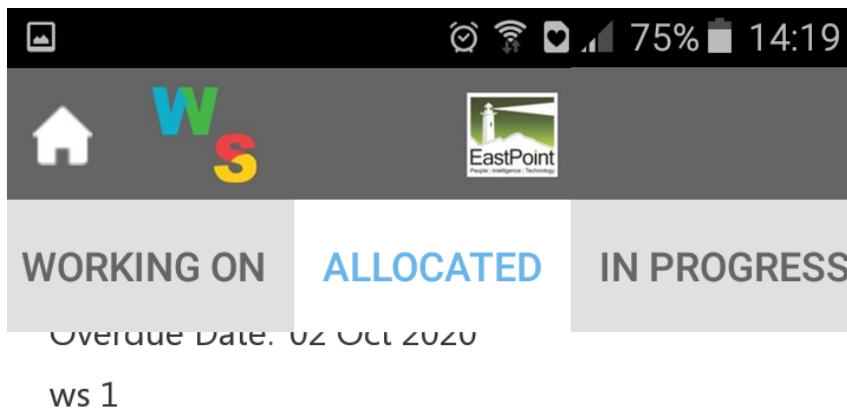 75% 14:19
WS
EastPoint
People | Intelligence | Technology
WORKING ON ALLOCATED IN PROGRESS
Overdue Date: 02 Oct 2020
ws 1